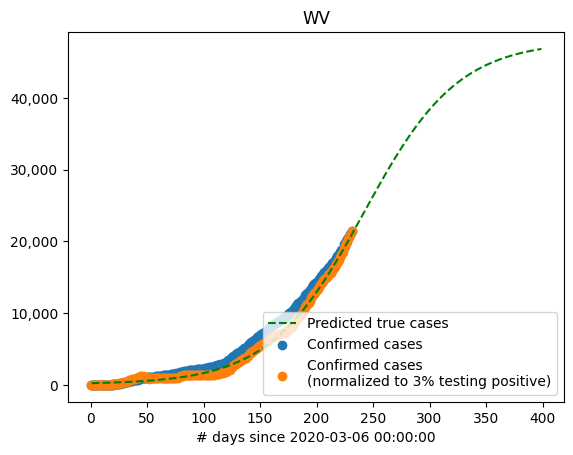 WV
40,000
30,000
20,000
10,000
0
Predicted true cases
Confirmed cases
Confirmed cases
(normalized to 3% testing positive)
0 50 100 150 200 250 300 350 400
# days since 2020-03-06 00:00:00